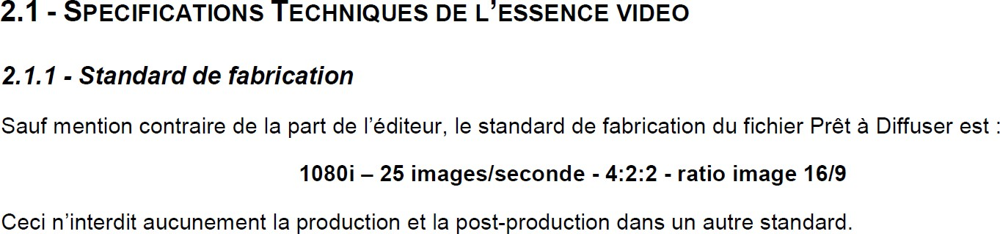 2.1 - SPECIFICATIONS TECHNIQUES DE L’ESSENCE VIDEO
2.1.1 - Standard de fabrication
Sauf mention contraire de la part de l’éditeur, le standard de fabrication du fichier Prêt à Diffuser est :
1080i – 25 images/seconde - 4:2:2 - ratio image 16/9
Ceci n’interdit aucunement la production et la post-production dans un autre standard.